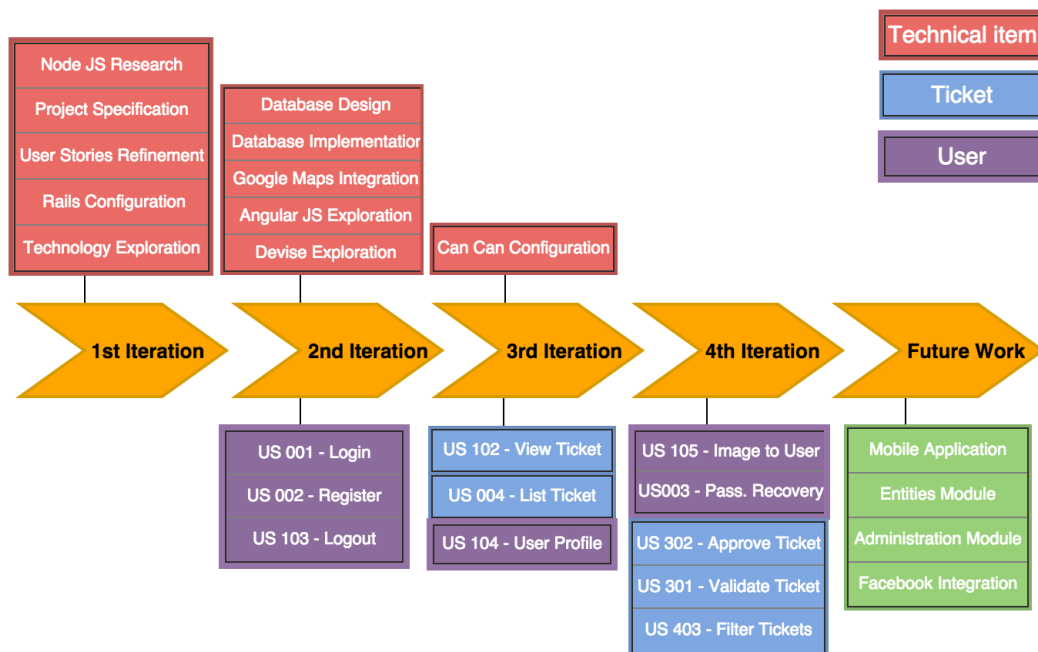 Technical item
Ticket
User
Node JS Research
Project Specification
User Stories Refinement
Rails Configuration
Technology Exploration
Database Design
Database Implementation
Google Maps Integration
Angular JS Exploration
Devise Exploration
Can Can Configuration
1st Iteration
2nd Iteration
3rd Iteration
4th Iteration
Future Work
US 001 - Login
US 002 - Register
US 103 - Logout
US 102 - View Ticket
US 004 - List Ticket
US 104 - User Profile
US 105 - Image to User
US003 - Pass. Recovery
US 302 - Approve Ticket
US 301 - Validate Ticket
US 403 - Filter Tickets
Mobile Application
Entities Module
Administration Module
Facebook Integration